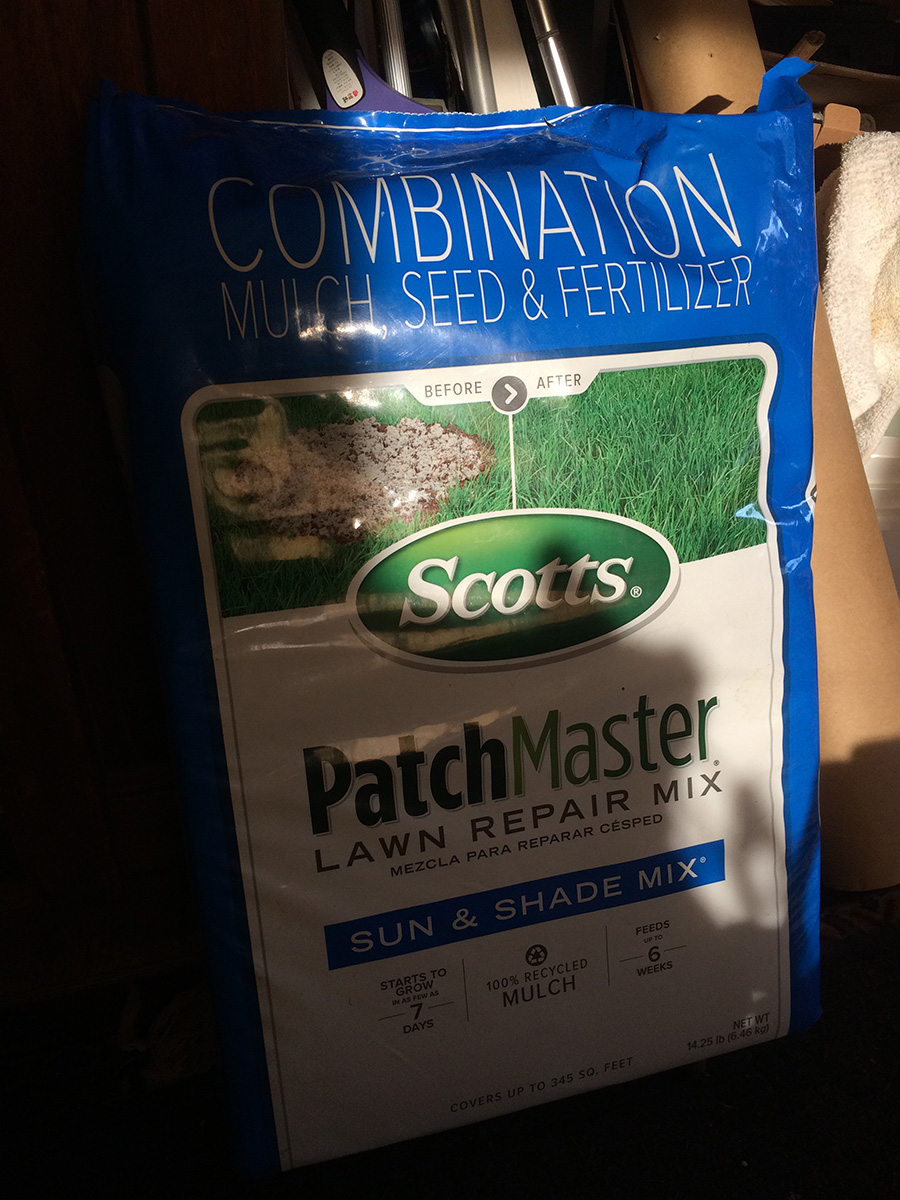 COMBINATION
MULCH, SEED & FERTILIZER
BEFORE > AFTER
Scotts®
PatchMaster®
LAWN REPAIR MIX
MEZCLA PARA REPARAR CÉSPED
SUN & SHADE MIX®
STARTS TO
GROW
IN AS FEW AS
7
DAYS
100% RECYCLED
MULCH
FEEDS
UP TO
6
WEEKS
NET WT
14.25 lb (6.46 kg)
COVERS UP TO 345 SQ. FEET